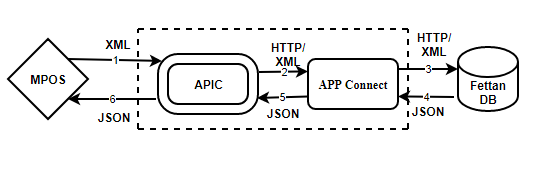 XML
1
MPOS
6
JSON
APIC
HTTP/
XML
2
5
JSON
APP Connect
HTTP/
XML
3
4
JSON
Fettan
DB